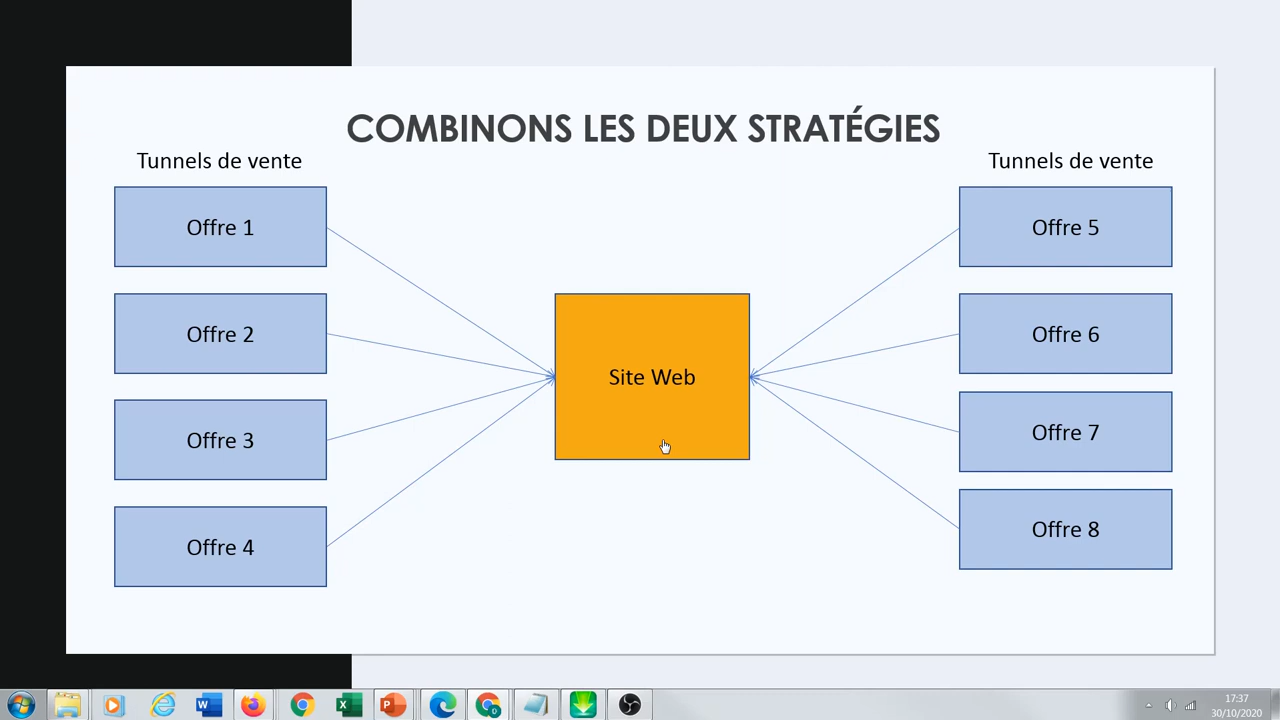 COMBINONS LES DEUX STRATÉGIES
Tunnels de vente
Tunnels de vente
Offre 1
Offre 2
Offre 3
Offre 4
Site Web
Offre 5
Offre 6
Offre 7
Offre 8
17:37
30/10/2020